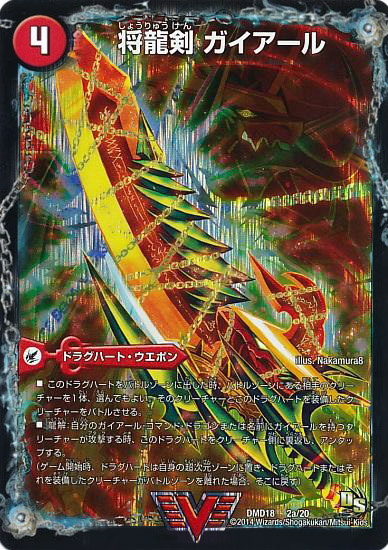 4
しょうりゅうけん
将龍剣 ガイアール
illus. Nakamura8
ドラグハート・ウエポン
■ このドラグハートをバトルゾーンに出した時、バトルゾーンにある相手のクリー
チャーを1体、選んでもよい。そのクリーチャーとこのドラグハートを装備したク
リーチャーをバトルさせる。
■ 龍解:自分のガイアール・コマンド・ドラゴンまたは名前にガイアールを持つク
リーチャーが攻撃する時、このドラグハートをクリーチャー側に裏返し、アンタッ
プする。
(ゲーム開始時、ドラグハートは自身の超次元ゾーンに置き、ドラグハートまたはそ
れを装備したクリーチャーがバトルゾーンを離れた場合、そこに戻す)
DS
DMD18 2a/20
©2014 Wizards/Shogakukan/Mitsui-Kids